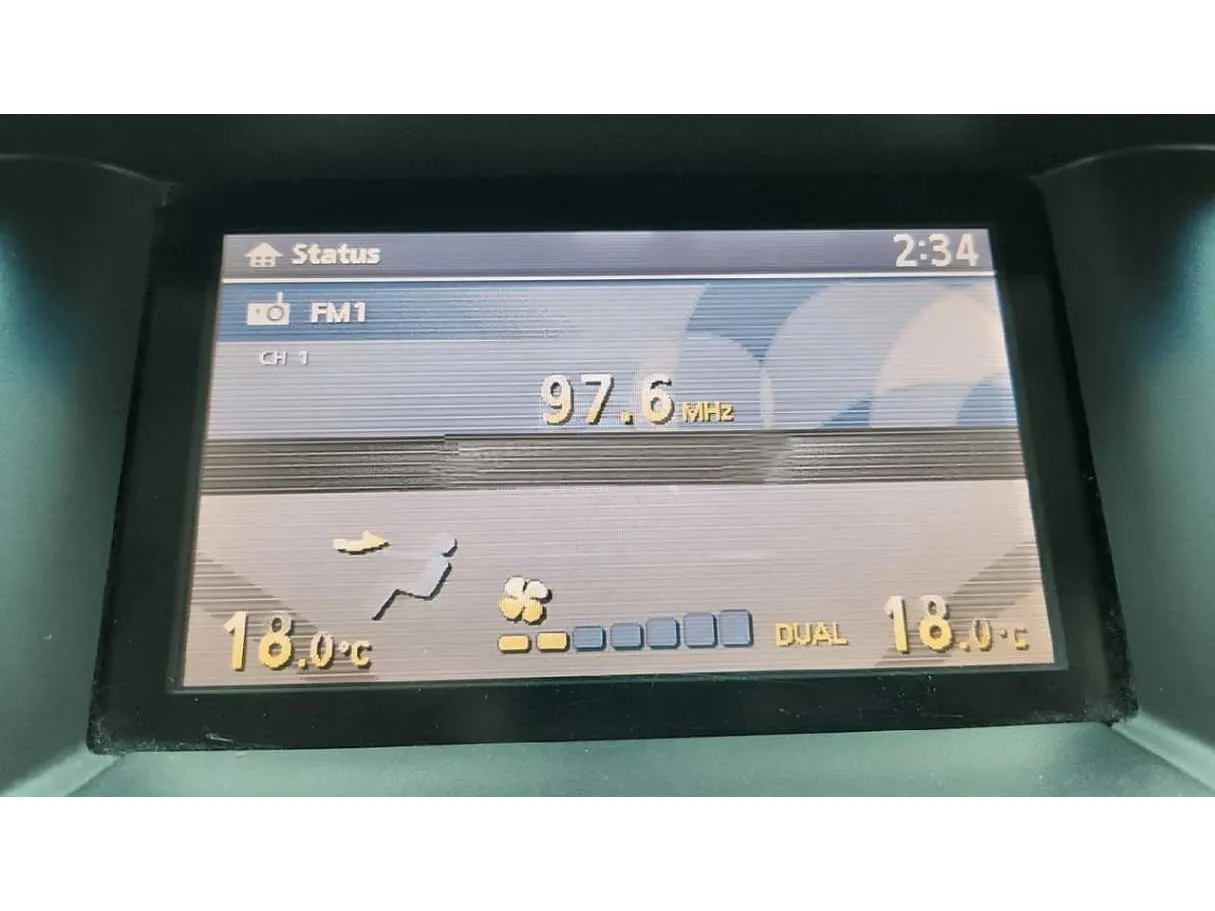 Status 2:34
FM1
CH 1
97.6 MHz
18.0°C DUAL 18.0°C